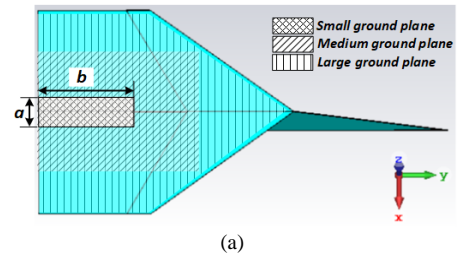 Small ground plane
Medium ground plane
Large ground plane
b
a
z
y
x
(a)